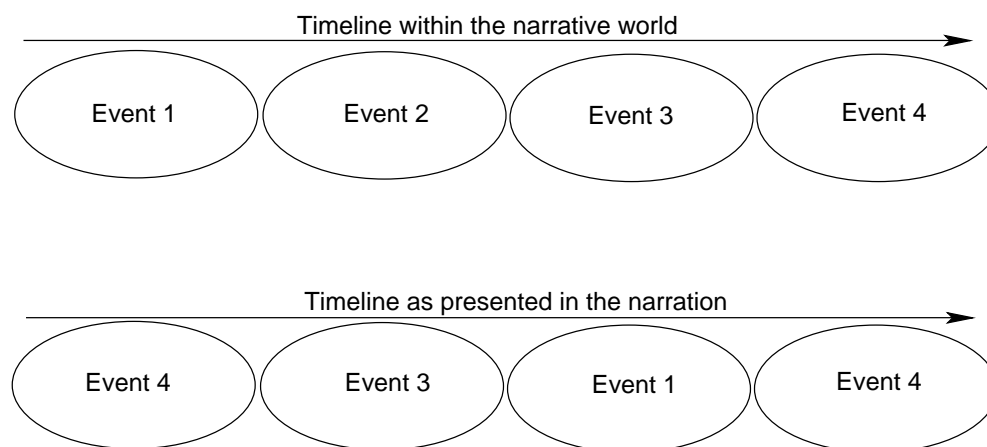 Timeline within the narrative world
Event 1
Event 2
Event 3
Event 4
Timeline as presented in the narration
Event 4
Event 3
Event 1
Event 4